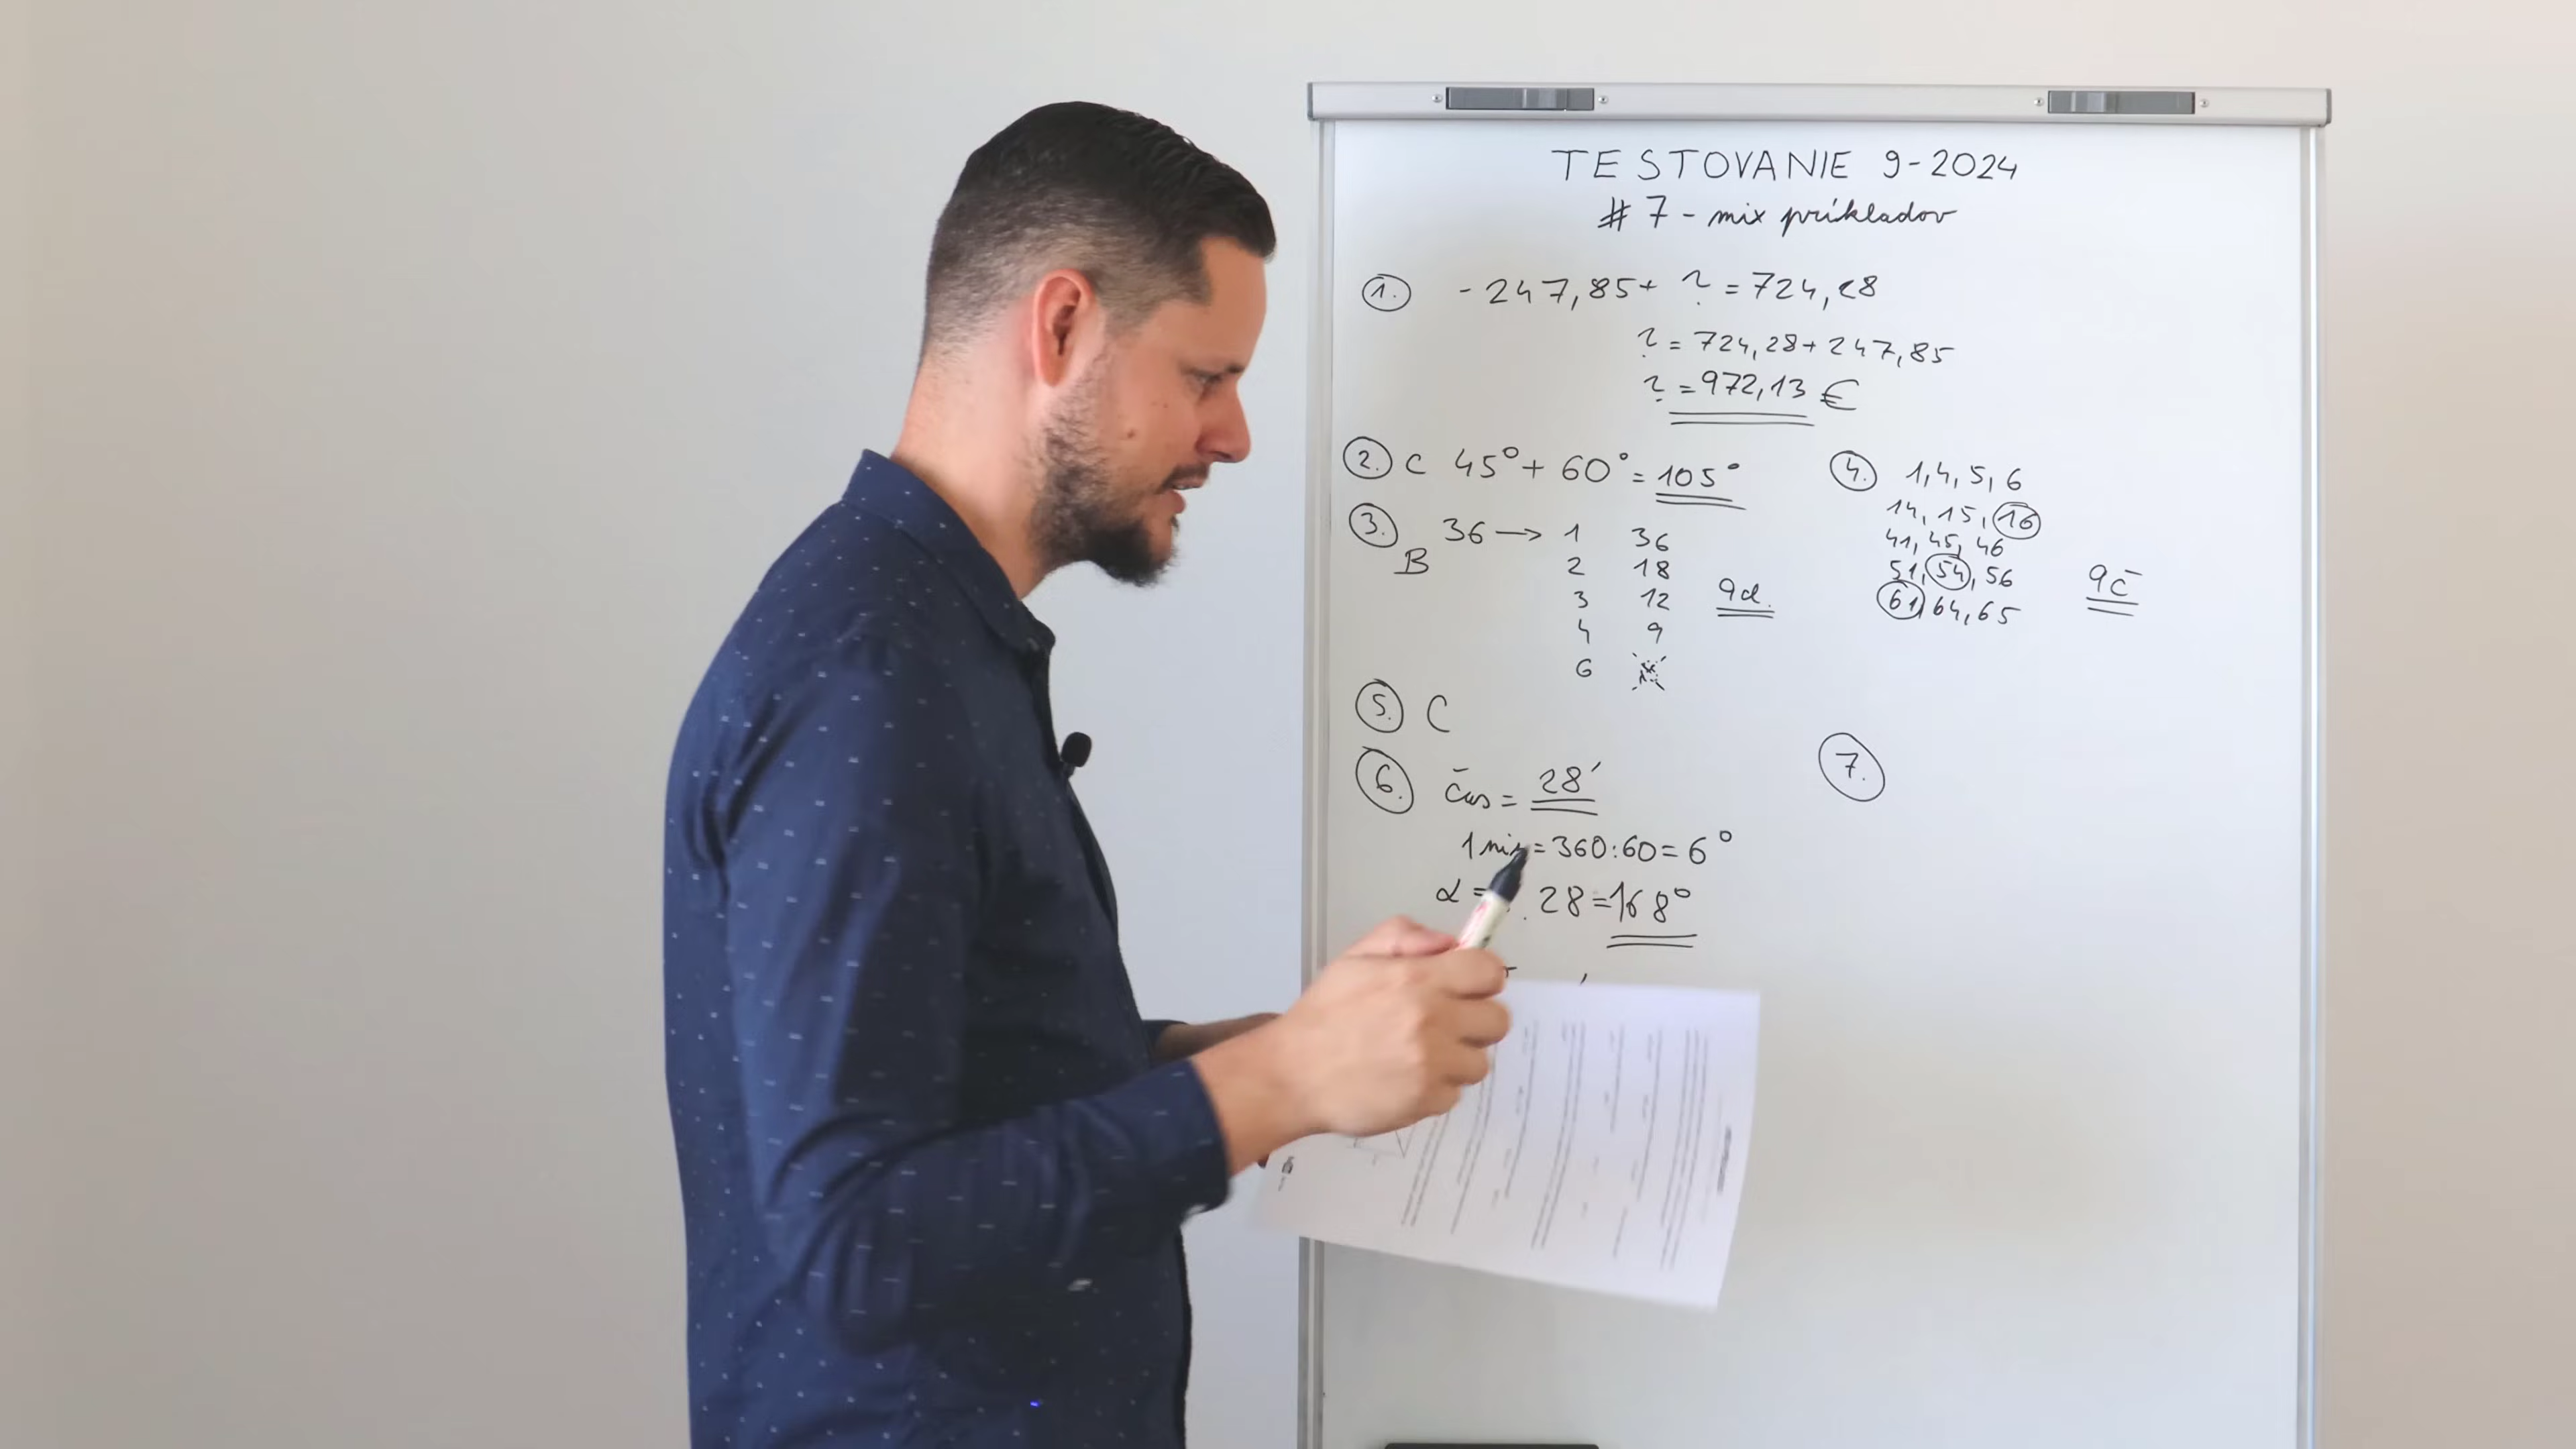 TESTOVANIE 9-2024
# 7 - mix príkladov
1. -247,85+ ? = 724,28
? = 724,28+247,85
? = 972,13 €
2. C 45°+ 60° = 105°
3. B 36 → 1 36
2 18
3 12
4 9
6
9d.
4. 1,4,5,6
14, 15, 16
41, 45, 46
51, 54, 56
61, 64, 65
9č
5. C
6. čas = 28'
1 min = 360:60 = 6°
α = . 28 = 168°
7.